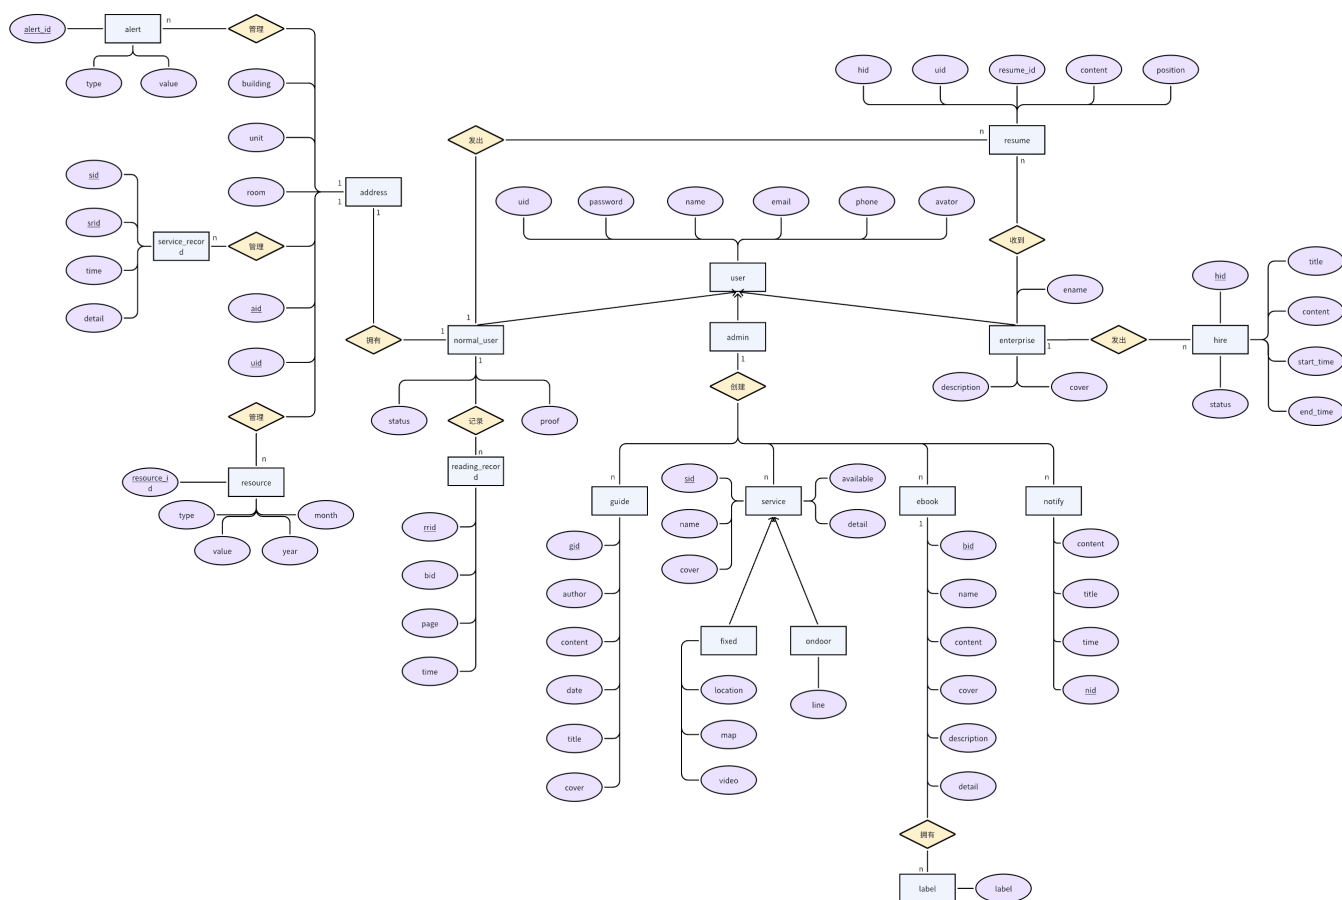 alert_id
alert
n
管理
type
value
building
unit
room
1
1
address
1
sid
srid
service_recor
d
n
管理
time
detail
aid
uid
管理
n
resource_i
d
resource
type
month
value
year
拥有
1
normal_user
1
1
发出
n
status
记录
proof
n
reading_recor
d
rrid
bid
page
time
hid
uid
resume_id
content
position
resume
n
收到
ename
uid
password
name
email
phone
avator
user
admin
1
创建
enterprise
1
发出
n
hire
hid
status
title
content
start_time
end_time
description
cover
n
guide
gid
author
content
date
title
cover
n
service
sid
name
cover
available
detail
fixed
ondoor
location
map
video
line
n
ebook
1
bid
name
content
cover
description
detail
拥有
n
label
label
n
notify
content
title
time
nid